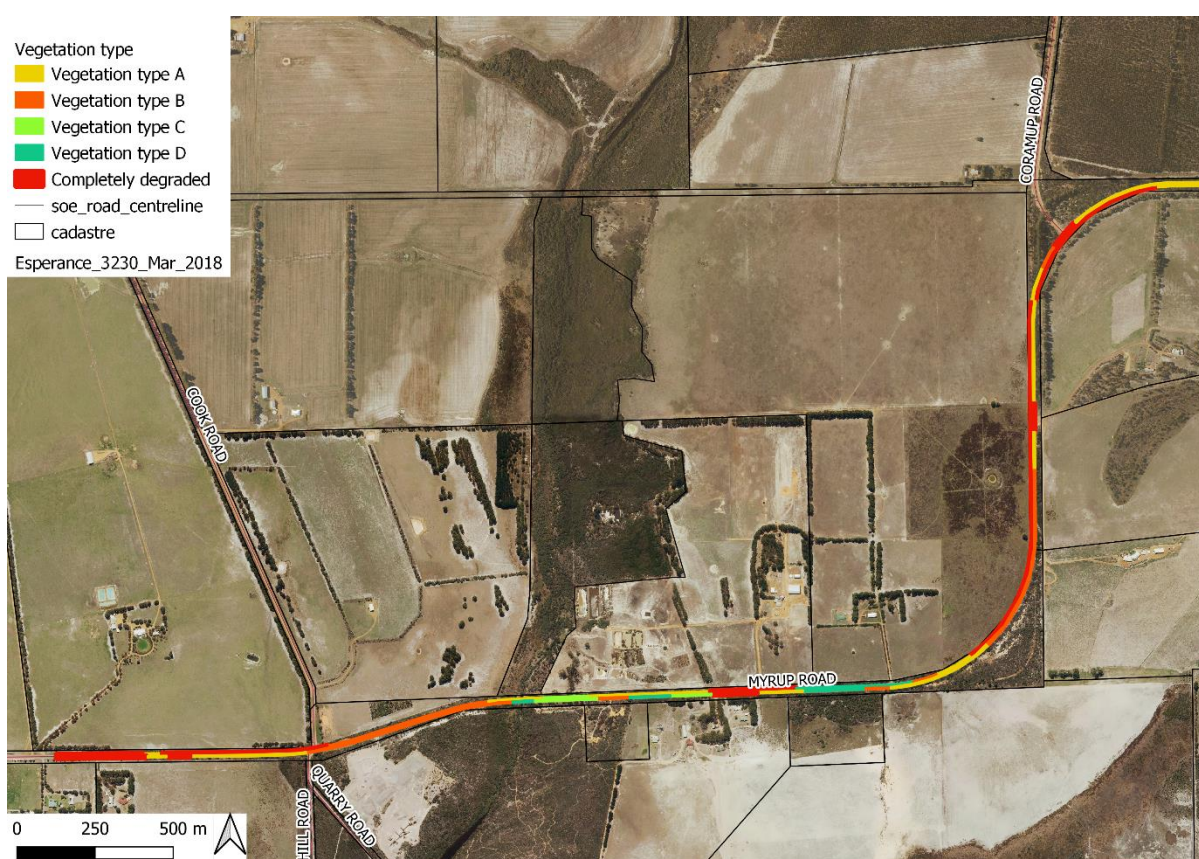 Vegetation type
Vegetation type A
Vegetation type B
Vegetation type C
Vegetation type D
Completely degraded
soe_road_centreline
cadastre
Esperance_3230_Mar_2018
CORAMUP ROAD
COOK ROAD
MYRUP ROAD
QUARRY ROAD
HILL ROAD
0 250 500 m